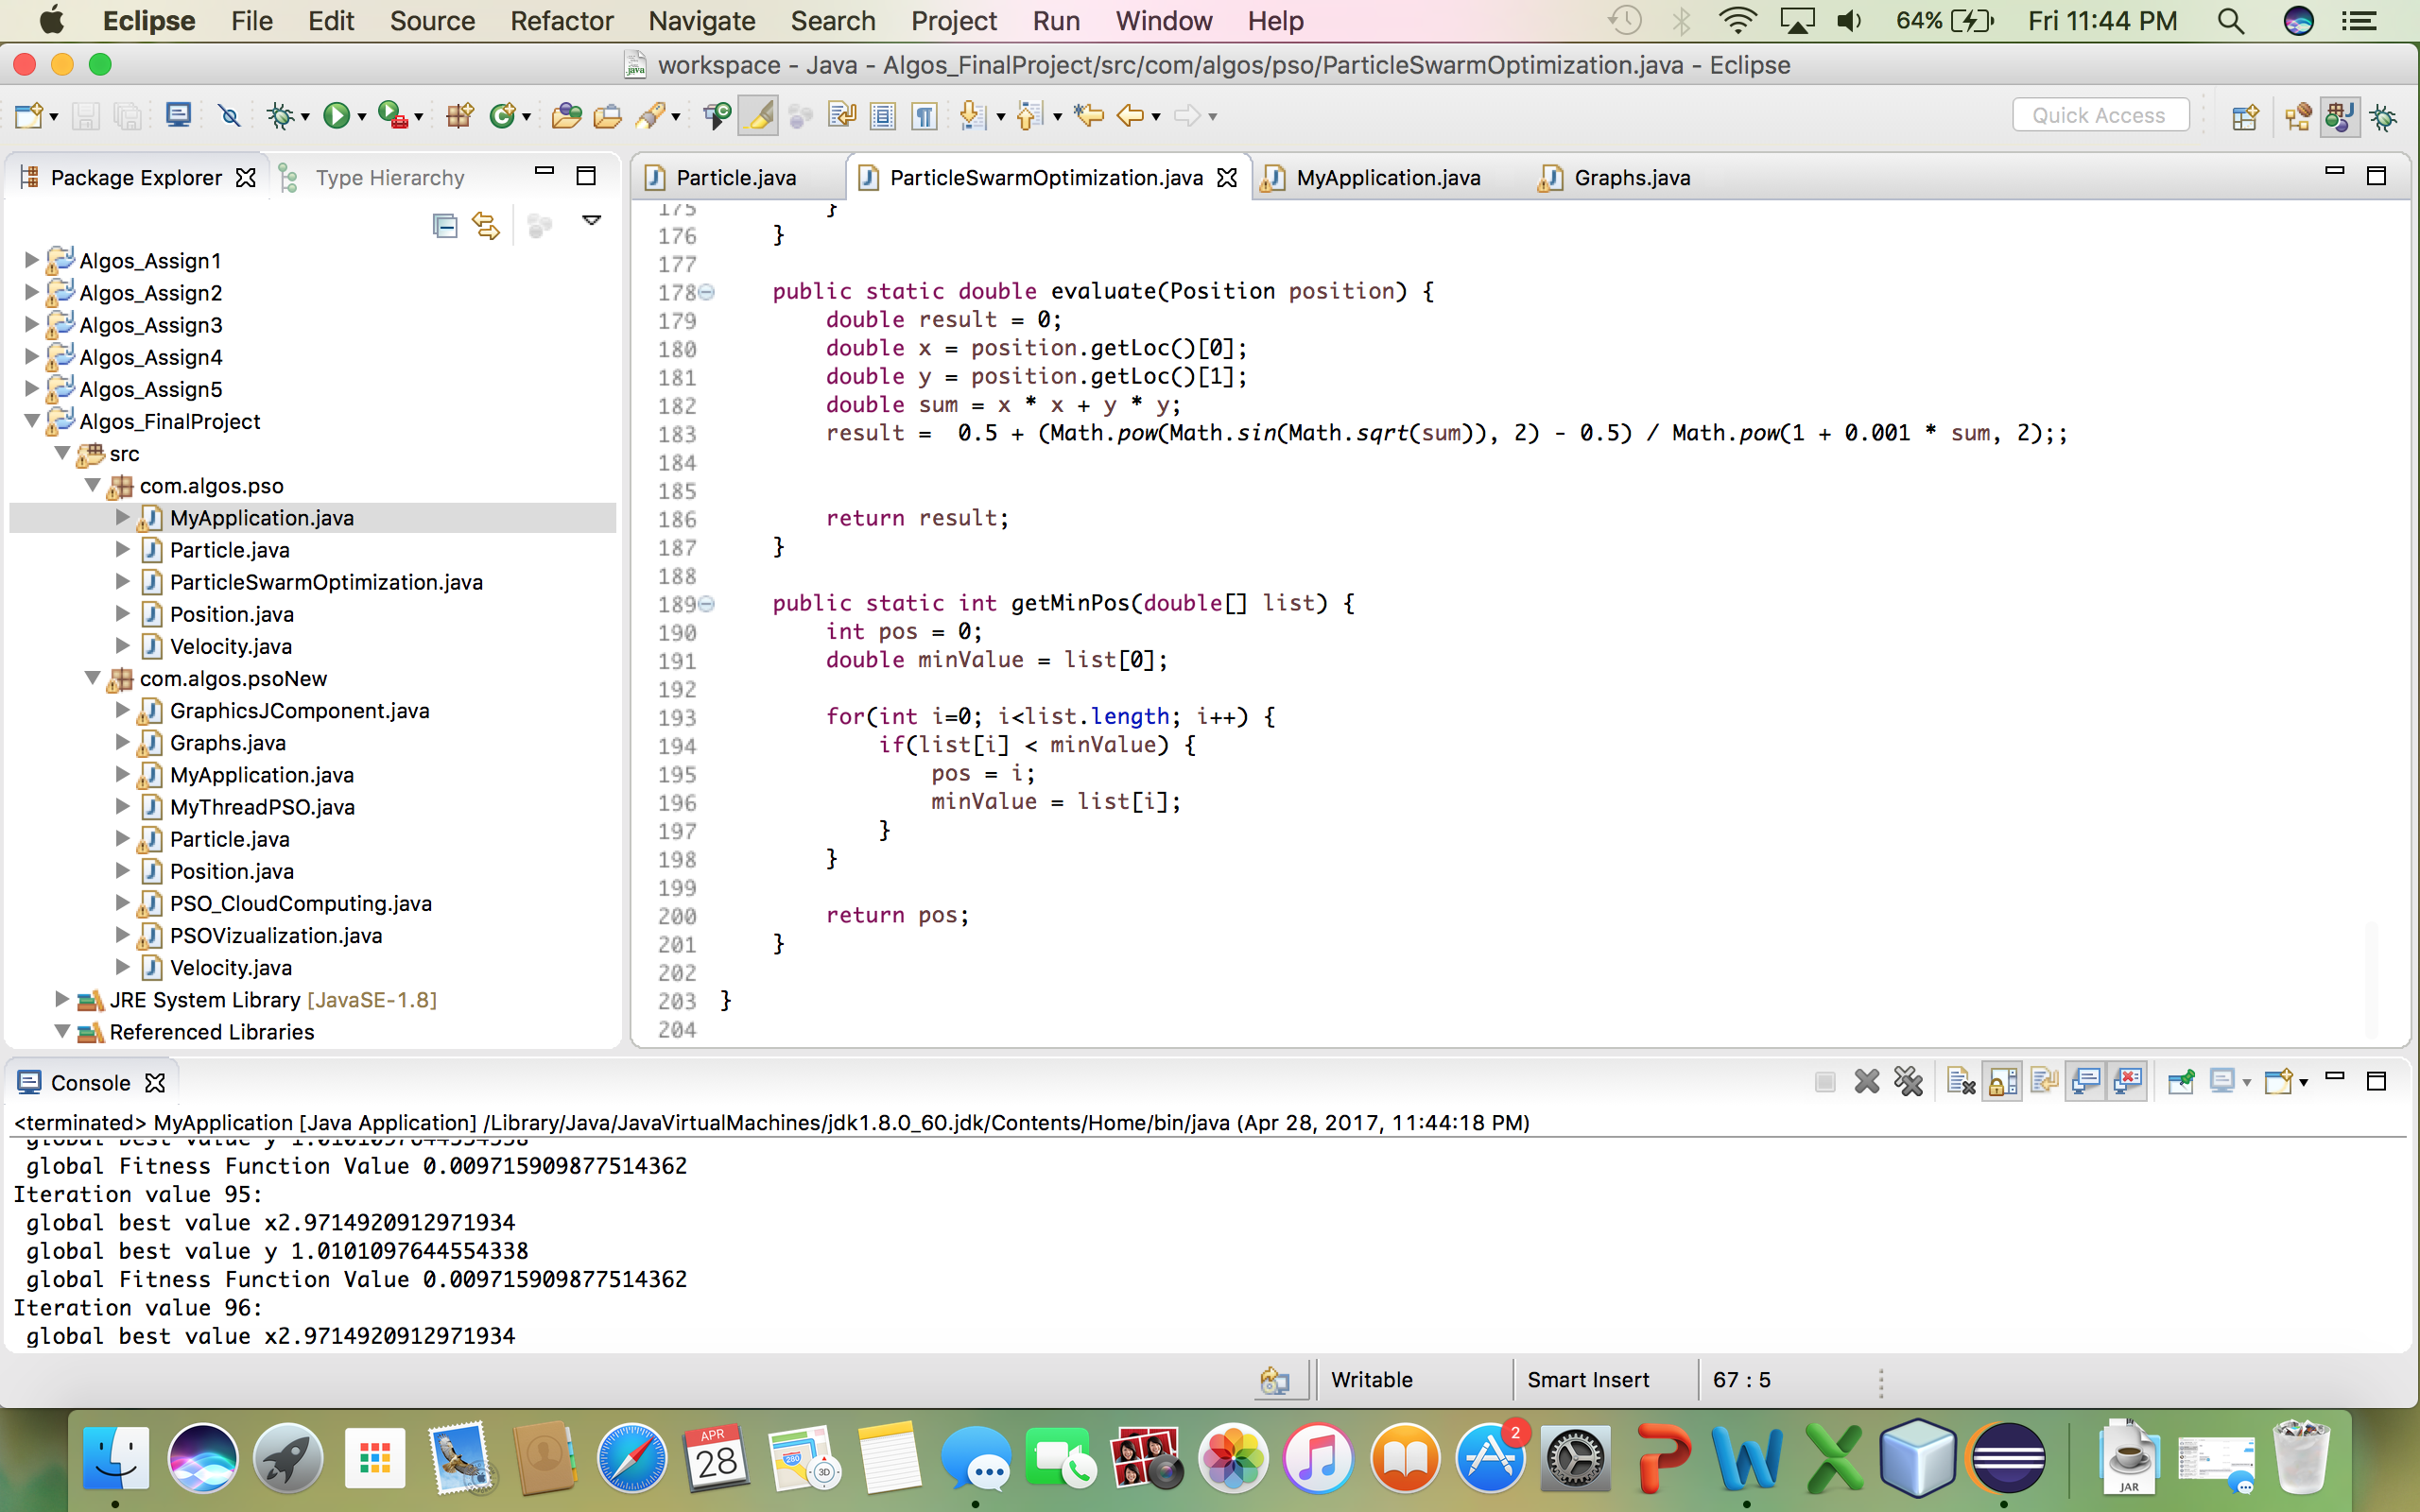 Eclipse File Edit Source Refactor Navigate Search Project Run Window Help 64% Fri 11:44 PM
workspace - Java - Algos_FinalProject/src/com/algos/pso/ParticleSwarmOptimization.java - Eclipse
Quick Access
Package Explorer Type Hierarchy
Algos_Assign1
Algos_Assign2
Algos_Assign3
Algos_Assign4
Algos_Assign5
Algos_FinalProject
src
com.algos.pso
MyApplication.java
Particle.java
ParticleSwarmOptimization.java
Position.java
Velocity.java
com.algos.psoNew
GraphicsJComponent.java
Graphs.java
MyApplication.java
MyThreadPSO.java
Particle.java
Position.java
PSO_CloudComputing.java
PSOVizualization.java
Velocity.java
JRE System Library [JavaSE-1.8]
Referenced Libraries
Particle.java ParticleSwarmOptimization.java MyApplication.java Graphs.java
175 }
176 }
177
178 public static double evaluate(Position position) {
179 double result = 0;
180 double x = position.getLoc()[0];
181 double y = position.getLoc()[1];
182 double sum = x * x + y * y;
183 result =  0.5 + (Math.pow(Math.sin(Math.sqrt(sum)), 2) - 0.5) / Math.pow(1 + 0.001 * sum, 2);;
184
185
186 return result;
187 }
188
189 public static int getMinPos(double[] list) {
190 int pos = 0;
191 double minValue = list[0];
192
193 for(int i=0; i<list.length; i++) {
194 if(list[i] < minValue) {
195 pos = i;
196 minValue = list[i];
197 }
198 }
199
200 return pos;
201 }
202
203 }
204
Console
<terminated> MyApplication [Java Application] /Library/Java/JavaVirtualMachines/jdk1.8.0_60.jdk/Contents/Home/bin/java (Apr 28, 2017, 11:44:18 PM)
global best value y 1.0101097644554338
global Fitness Function Value 0.009715909877514362
Iteration value 95:
global best value x2.9714920912971934
global best value y 1.0101097644554338
global Fitness Function Value 0.009715909877514362
Iteration value 96:
global best value x2.9714920912971934
Writable Smart Insert 67 : 5
APR
28
280
3D
2
JAR